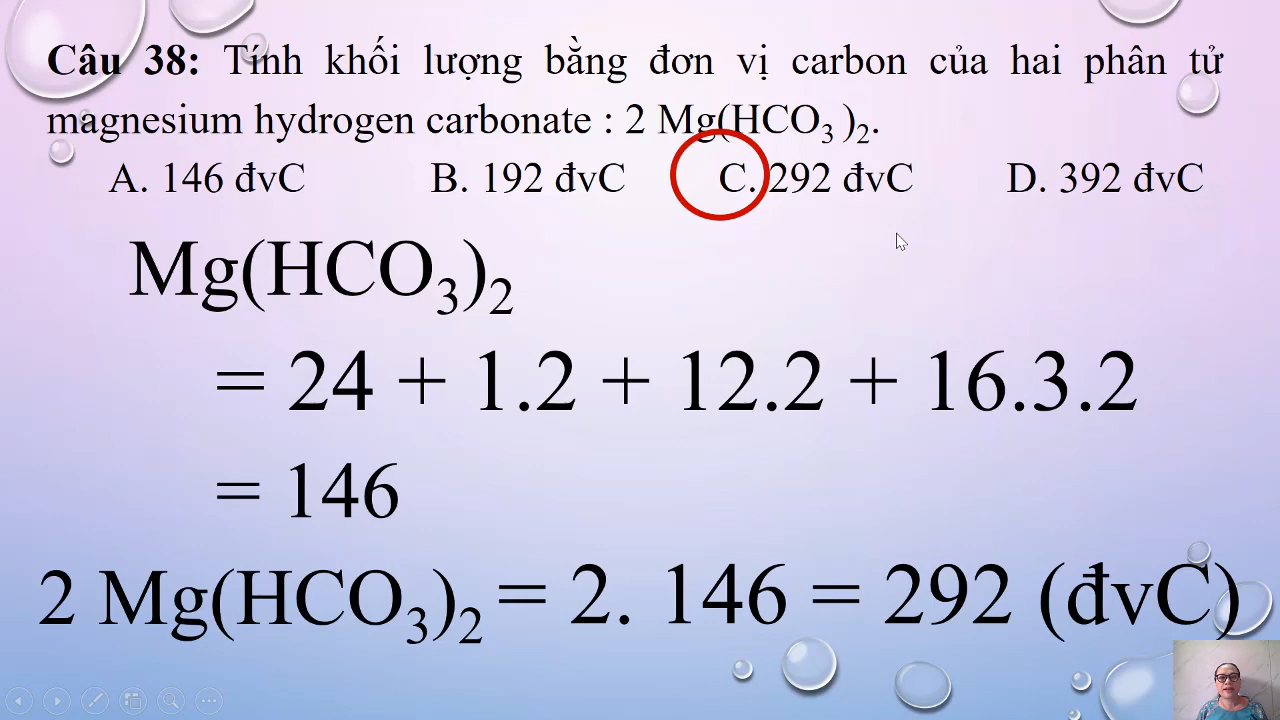 Câu 38: Tính khối lượng bằng đơn vị carbon của hai phân tử
magnesium hydrogen carbonate : 2 Mg(HCO₃ )₂.
A. 146 đvC B. 192 đvC C. 292 đvC D. 392 đvC
Mg(HCO₃)₂
= 24 + 1.2 + 12.2 + 16.3.2
= 146
2 Mg(HCO₃)₂ = 2. 146 = 292 (đvC)